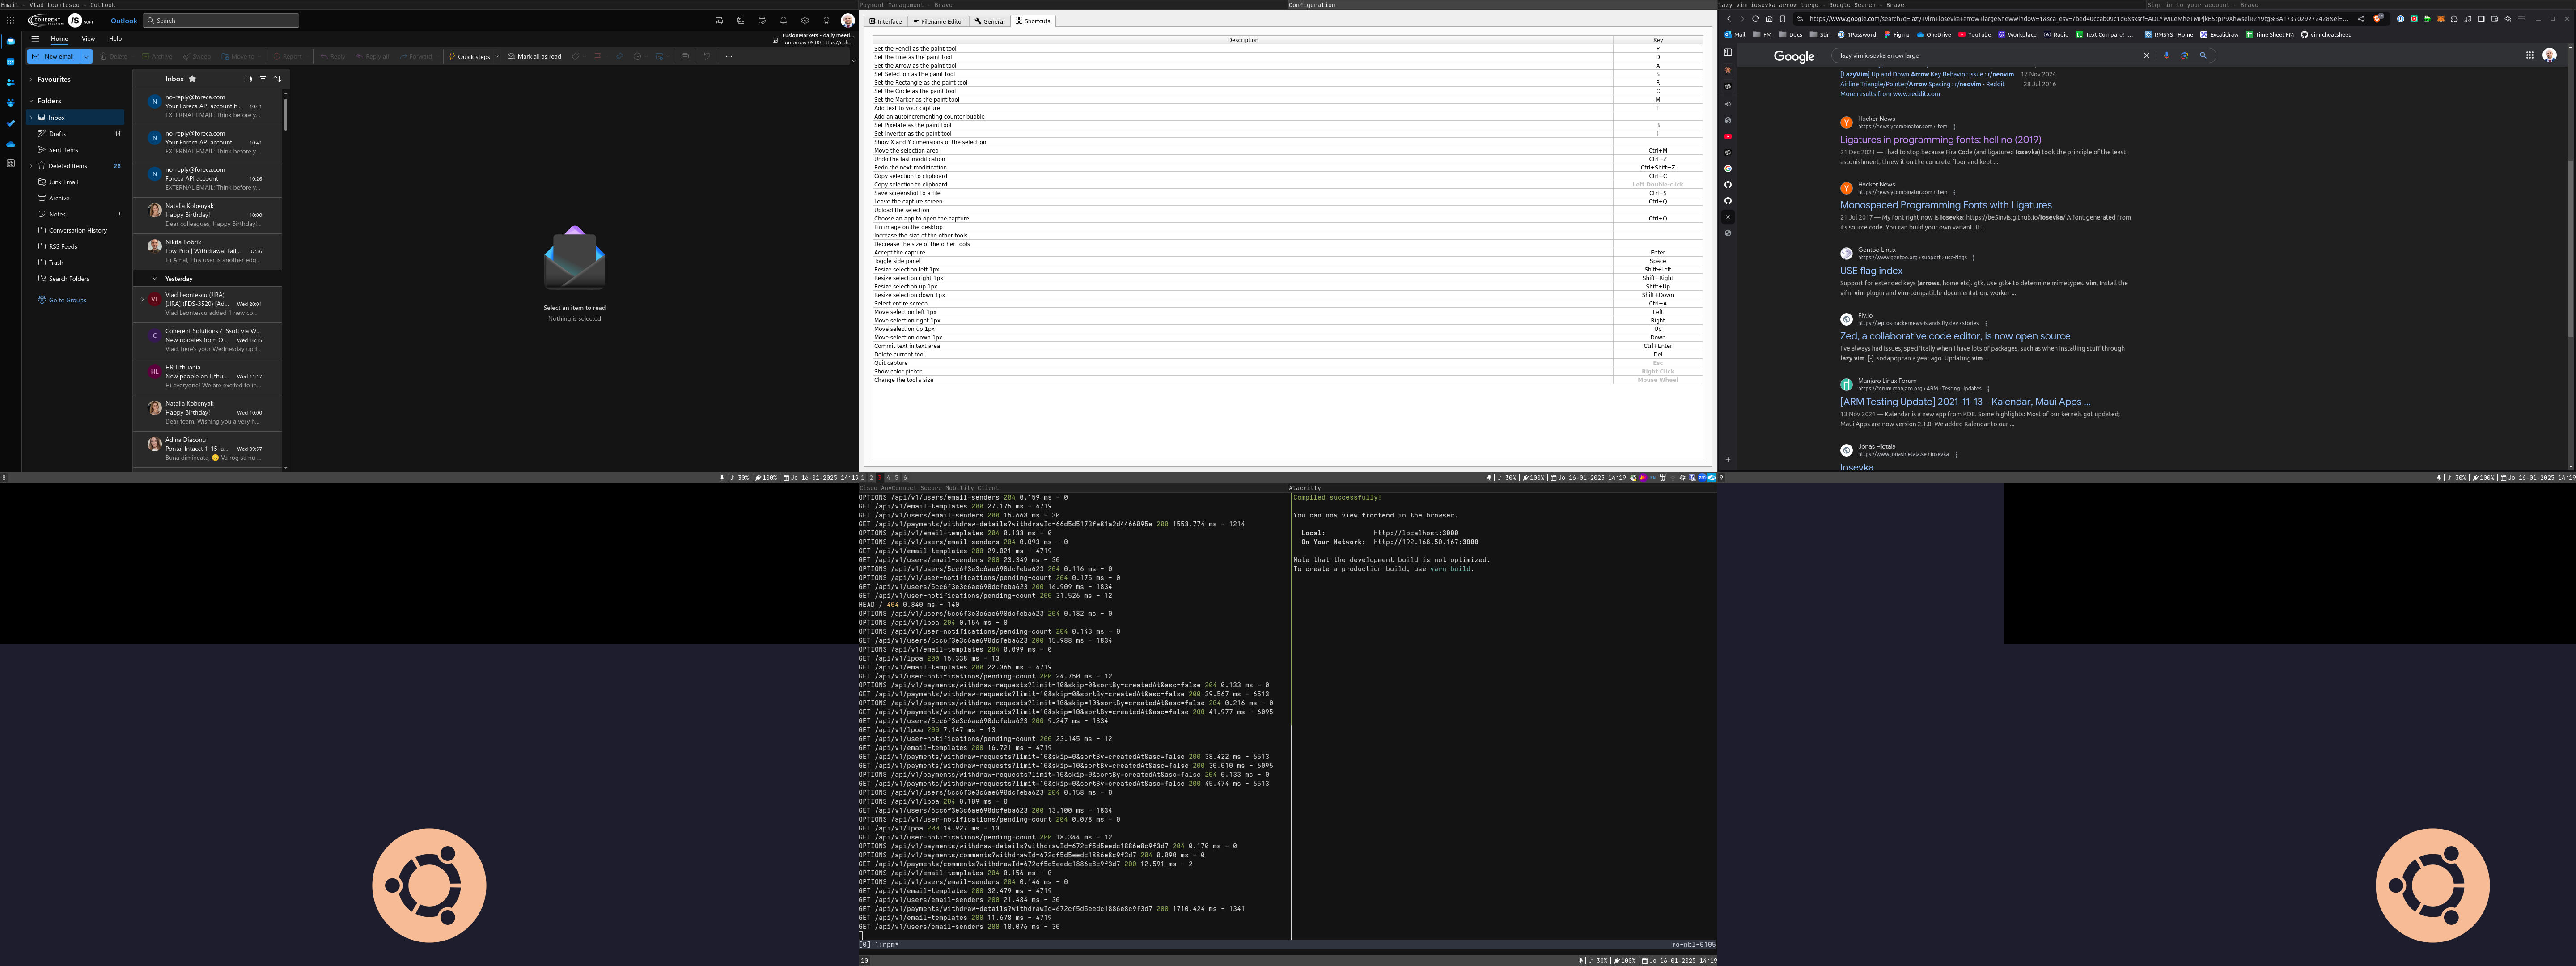 Email - Vlad Leontescu - Outlook
COHERENT SOLUTIONS
iS SOFT
Outlook
Search
Home View Help
FusionMarkets - daily meeti...
Tomorrow 09:00 https://coh...
New email
Delete Archive Sweep Move to Report Reply Reply all Forward
Quick steps
Mark all as read
Favourites
Folders
Inbox
Drafts 14
Sent Items
Deleted Items 28
Junk Email
Archive
Notes 3
Conversation History
RSS Feeds
Trash
Search Folders
Go to Groups
Inbox
N
no-reply@foreca.com
Your Foreca API account h... 10:41
EXTERNAL EMAIL: Think before y...
N
no-reply@foreca.com
Your Foreca API account 10:41
EXTERNAL EMAIL: Think before y...
N
no-reply@foreca.com
Foreca API account 10:26
EXTERNAL EMAIL: Think before y...
Natalia Kobenyak
Happy Birthday! 10:00
Dear colleagues, Happy Birthday!...
Nikita Bobrik
Low Prio | Withdrawal Fail... 07:36
Hi Amal, This user is another edg...
Yesterday
VL
Vlad Leontescu (JIRA)
[JIRA] (FDS-3520) [Ad... Wed 20:01
Vlad Leontescu added 1 new co...
C
Coherent Solutions / ISsoft via W...
New updates from O... Wed 16:35
Vlad, here's your Wednesday upd...
HL
HR Lithuania
New people on Lithu... Wed 11:17
Hi everyone! We are excited to in...
Natalia Kobenyak
Happy Birthday! Wed 10:00
Dear team, Wishing you a very h...
Adina Diaconu
Pontaj Intacct 1-15 Ia... Wed 09:57
Buna dimineata, 😊 Va rog sa nu ...
Select an item to read
Nothing is selected
8
♪ 30% 100% Jo 16-01-2025 14:19
Payment Management - Brave
Configuration
Interface Filename Editor General Shortcuts
Description Key
Set the Pencil as the paint tool P
Set the Line as the paint tool D
Set the Arrow as the paint tool A
Set Selection as the paint tool S
Set the Rectangle as the paint tool R
Set the Circle as the paint tool C
Set the Marker as the paint tool M
Add text to your capture T
Add an autoincrementing counter bubble
Set Pixelate as the paint tool B
Set Inverter as the paint tool I
Show X and Y dimensions of the selection
Move the selection area Ctrl+M
Undo the last modification Ctrl+Z
Redo the next modification Ctrl+Shift+Z
Copy selection to clipboard Ctrl+C
Copy selection to clipboard Left Double-click
Save screenshot to a file Ctrl+S
Leave the capture screen Ctrl+Q
Upload the selection
Choose an app to open the capture Ctrl+O
Pin image on the desktop
Increase the size of the other tools
Decrease the size of the other tools
Accept the capture Enter
Toggle side panel Space
Resize selection left 1px Shift+Left
Resize selection right 1px Shift+Right
Resize selection up 1px Shift+Up
Resize selection down 1px Shift+Down
Select entire screen Ctrl+A
Move selection left 1px Left
Move selection right 1px Right
Move selection up 1px Up
Move selection down 1px Down
Commit text in text area Ctrl+Enter
Delete current tool Del
Quit capture Esc
Show color picker Right Click
Change the tool's size Mouse Wheel
1 2 3 4 5 6
♪ 30% 100% Jo 16-01-2025 14:19
lazy vim iosevka arrow large - Google Search - Brave
Sign in to your account - Brave
Mail FM Docs Stiri 1Password Figma OneDrive YouTube Workplace Radio Text Compare! -... RMSYS - Home Excalidraw Time Sheet FM vim-cheatsheet
Google
lazy vim iosevka arrow large
[LazyVim] Up and Down Arrow Key Behavior Issue : r/neovim 17 Nov 2024
Airline Triangle/Pointer/Arrow Spacing : r/neovim - Reddit 28 Jul 2016
More results from www.reddit.com
Hacker News
https://news.ycombinator.com › item
Ligatures in programming fonts: hell no (2019)
21 Dec 2021 — I had to stop because Fira Code (and ligatured Iosevka) took the principle of the least
astonishment, threw it on the concrete floor and kept ...
Hacker News
https://news.ycombinator.com › item
Monospaced Programming Fonts with Ligatures
21 Jul 2017 — My font right now is Iosevka: https://be5invis.github.io/Iosevka/ A font generated from
its source code. You can build your own variant. It ...
Gentoo Linux
https://www.gentoo.org › support › use-flags
USE flag index
Support for extended keys (arrows, home etc). gtk, Use gtk+ to determine mimetypes. vim, Install the
vifm vim plugin and vim-compatible documentation. worker ...
Fly.io
https://leptos-hackernews-islands.fly.dev › stories
Zed, a collaborative code editor, is now open source
I've always had issues, specifically when I have lots of packages, such as when installing stuff through
lazy.vim. [-]. sodapopcan a year ago. Updating vim ...
Manjaro Linux Forum
https://forum.manjaro.org › ARM › Testing Updates
[ARM Testing Update] 2021-11-13 - Kalendar, Maui Apps ...
13 Nov 2021 — Kalendar is a new app from KDE. Some highlights: Most of our kernels got updated;
Maui Apps are now version 2.1.0; We added Kalendar to our ...
Jonas Hietala
https://www.jonashietala.se › iosevka
Iosevka
9
♪ 30% 100% Jo 16-01-2025 14:19
Cisco AnyConnect Secure Mobility Client
Alacritty
OPTIONS /api/v1/users/email-senders 204 0.159 ms - 0
GET /api/v1/email-templates 200 27.175 ms - 4719
GET /api/v1/users/email-senders 200 15.668 ms - 30
GET /api/v1/payments/withdraw-details?withdrawId=66d5d5173fe81a2d4466095e 200 1558.774 ms - 1214
OPTIONS /api/v1/email-templates 204 0.138 ms - 0
OPTIONS /api/v1/users/email-senders 204 0.093 ms - 0
GET /api/v1/email-templates 200 29.021 ms - 4719
GET /api/v1/users/email-senders 200 23.349 ms - 30
OPTIONS /api/v1/users/5cc6f3e3c6ae690dcfeba623 204 0.116 ms - 0
OPTIONS /api/v1/user-notifications/pending-count 204 0.175 ms - 0
GET /api/v1/users/5cc6f3e3c6ae690dcfeba623 200 16.909 ms - 1834
GET /api/v1/user-notifications/pending-count 200 31.526 ms - 12
HEAD / 404 0.840 ms - 140
OPTIONS /api/v1/users/5cc6f3e3c6ae690dcfeba623 204 0.182 ms - 0
OPTIONS /api/v1/lpoa 204 0.154 ms - 0
OPTIONS /api/v1/user-notifications/pending-count 204 0.143 ms - 0
GET /api/v1/users/5cc6f3e3c6ae690dcfeba623 200 15.988 ms - 1834
OPTIONS /api/v1/email-templates 204 0.099 ms - 0
GET /api/v1/lpoa 200 15.338 ms - 13
GET /api/v1/email-templates 200 22.365 ms - 4719
GET /api/v1/user-notifications/pending-count 200 24.750 ms - 12
OPTIONS /api/v1/payments/withdraw-requests?limit=10&skip=0&sortBy=createdAt&asc=false 204 0.133 ms - 0
GET /api/v1/payments/withdraw-requests?limit=10&skip=0&sortBy=createdAt&asc=false 200 39.567 ms - 6513
OPTIONS /api/v1/payments/withdraw-requests?limit=10&skip=10&sortBy=createdAt&asc=false 204 0.216 ms - 0
GET /api/v1/payments/withdraw-requests?limit=10&skip=10&sortBy=createdAt&asc=false 200 41.977 ms - 6095
GET /api/v1/users/5cc6f3e3c6ae690dcfeba623 200 9.247 ms - 1834
GET /api/v1/lpoa 200 7.147 ms - 13
GET /api/v1/user-notifications/pending-count 200 23.145 ms - 12
GET /api/v1/email-templates 200 16.721 ms - 4719
GET /api/v1/payments/withdraw-requests?limit=10&skip=0&sortBy=createdAt&asc=false 200 38.422 ms - 6513
GET /api/v1/payments/withdraw-requests?limit=10&skip=10&sortBy=createdAt&asc=false 200 30.010 ms - 6095
OPTIONS /api/v1/payments/withdraw-requests?limit=10&skip=0&sortBy=createdAt&asc=false 204 0.133 ms - 0
GET /api/v1/payments/withdraw-requests?limit=10&skip=0&sortBy=createdAt&asc=false 200 45.474 ms - 6513
OPTIONS /api/v1/users/5cc6f3e3c6ae690dcfeba623 204 0.158 ms - 0
OPTIONS /api/v1/lpoa 204 0.109 ms - 0
GET /api/v1/users/5cc6f3e3c6ae690dcfeba623 200 13.100 ms - 1834
OPTIONS /api/v1/user-notifications/pending-count 204 0.078 ms - 0
GET /api/v1/lpoa 200 14.927 ms - 13
GET /api/v1/user-notifications/pending-count 200 18.344 ms - 12
OPTIONS /api/v1/payments/withdraw-details?withdrawId=672cf5d5eedc1886e8c9f3d7 204 0.170 ms - 0
OPTIONS /api/v1/payments/comments?withdrawId=672cf5d5eedc1886e8c9f3d7 204 0.090 ms - 0
GET /api/v1/payments/comments?withdrawId=672cf5d5eedc1886e8c9f3d7 200 12.591 ms - 2
OPTIONS /api/v1/email-templates 204 0.156 ms - 0
OPTIONS /api/v1/users/email-senders 204 0.146 ms - 0
GET /api/v1/email-templates 200 32.479 ms - 4719
GET /api/v1/users/email-senders 200 21.484 ms - 30
GET /api/v1/payments/withdraw-details?withdrawId=672cf5d5eedc1886e8c9f3d7 200 1710.424 ms - 1341
GET /api/v1/email-templates 200 11.678 ms - 4719
GET /api/v1/users/email-senders 200 10.076 ms - 30
[0] 1:npm*
ro-nbl-0105
Compiled successfully!
You can now view frontend in the browser.
Local: http://localhost:3000
On Your Network: http://192.168.50.167:3000
Note that the development build is not optimized.
To create a production build, use yarn build.
10
♪ 30% 100% Jo 16-01-2025 14:19